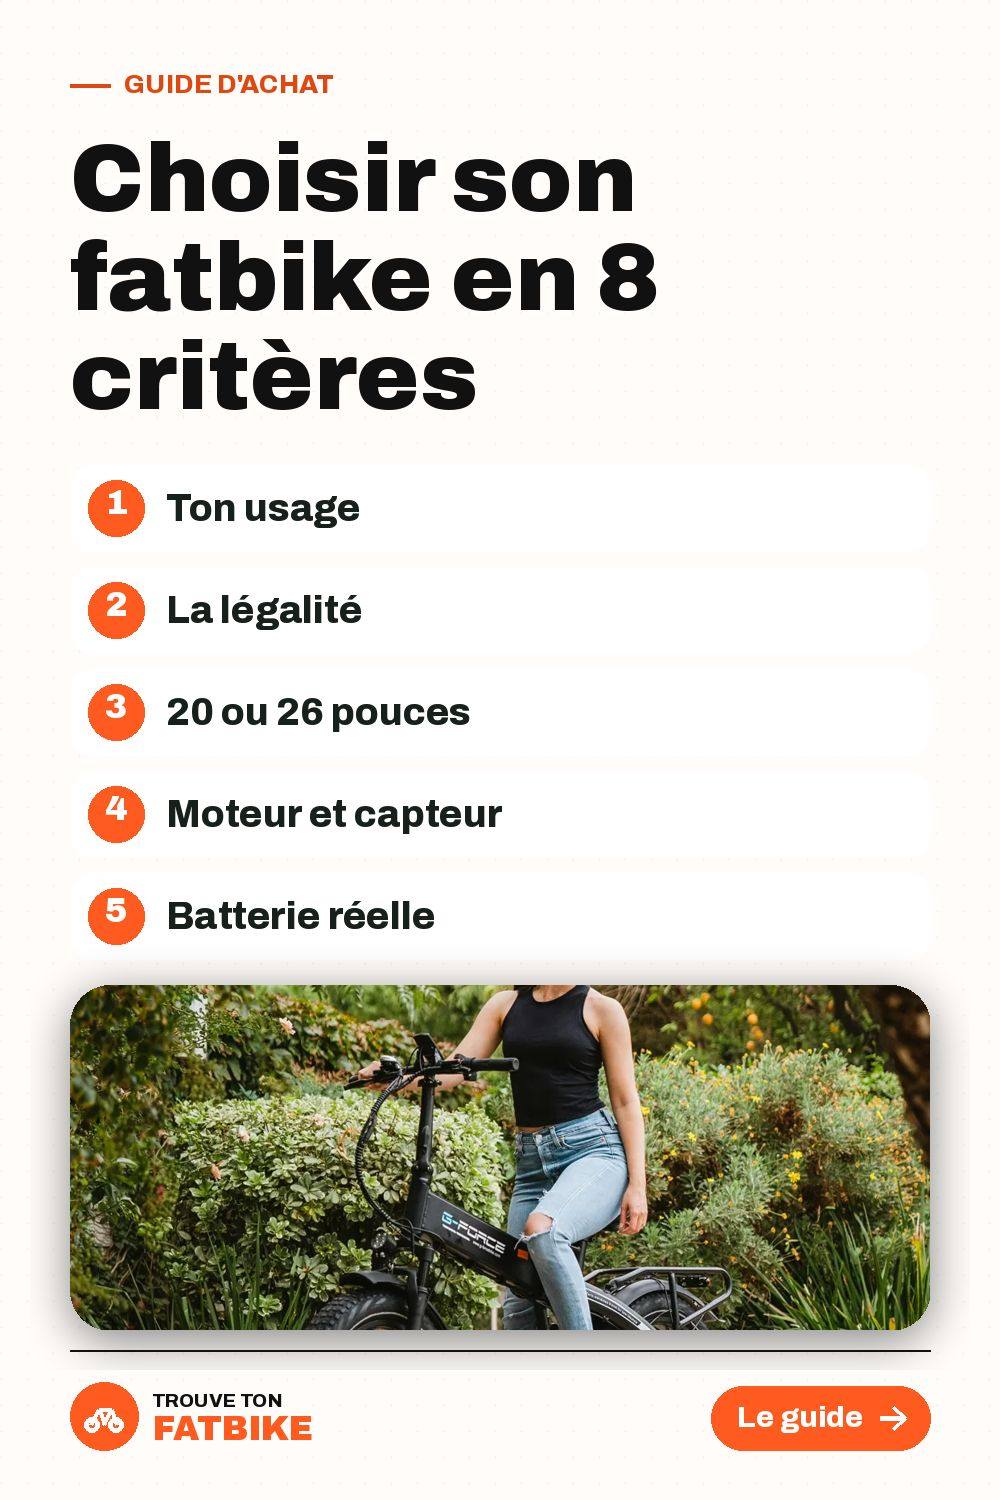 GUIDE D'ACHAT
Choisir son
fatbike en 8
critères
1 Ton usage
2 La légalité
3 20 ou 26 pouces
4 Moteur et capteur
5 Batterie réelle
G-FORCE
TROUVE TON
FATBIKE
Le guide →